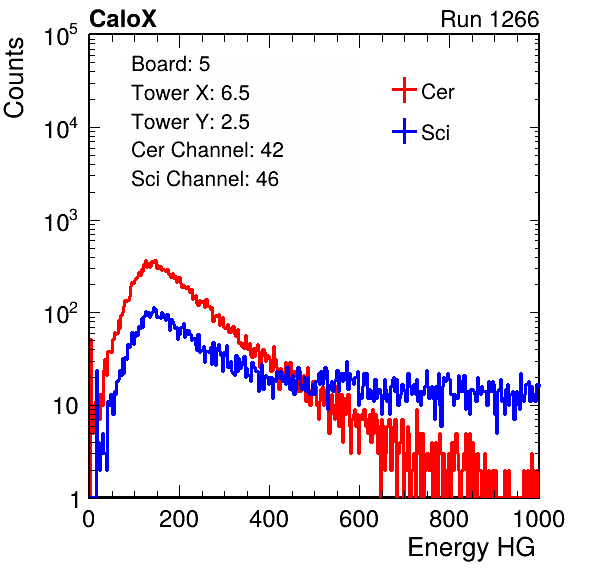 CaloX Run 1266
Counts
10^5
10^4
10^3
10^2
10
1
Board: 5
Tower X: 6.5
Tower Y: 2.5
Cer Channel: 42
Sci Channel: 46
Cer
Sci
0 200 400 600 800 1000
Energy HG